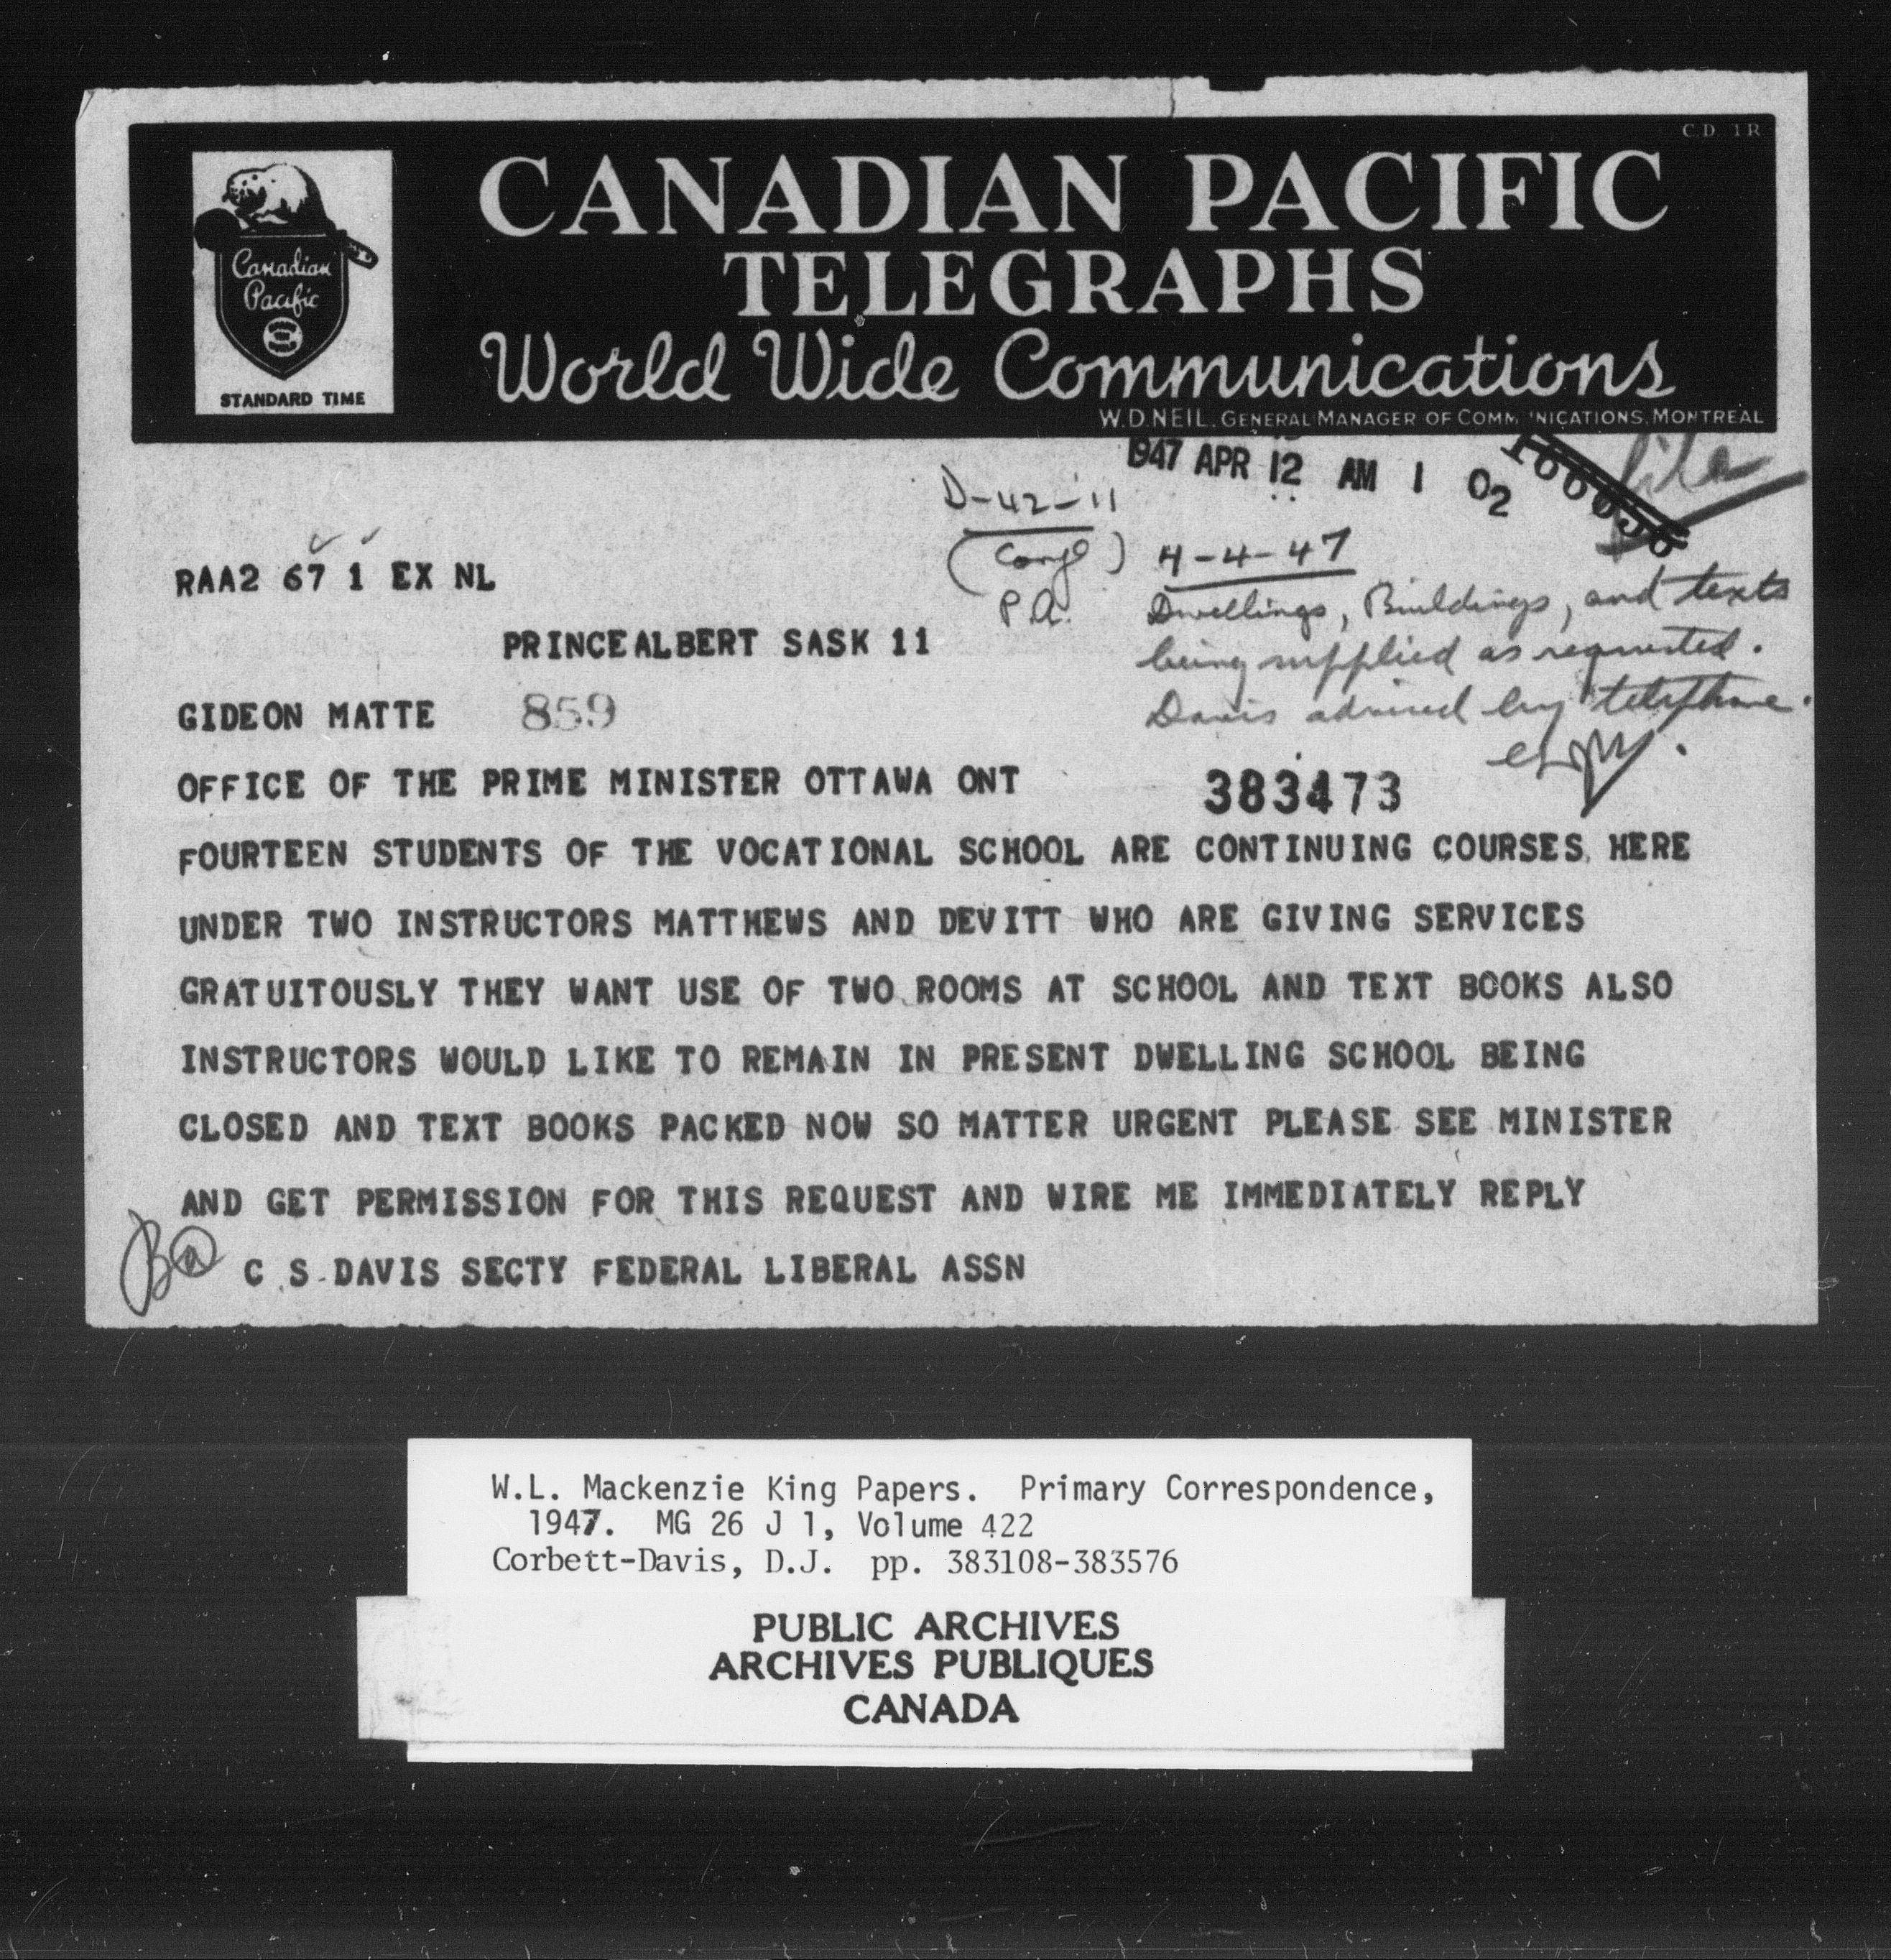 C.D. 1R
CANADIAN PACIFIC
TELEGRAPHS
World Wide Communications
W.D. NEIL, GENERAL MANAGER OF COMM NICATIONS, MONTREAL
Canadian
Pacific
STANDARD TIME
1947 APR 12 AM 1 02
file
D-42-11
P.A.
4-4-47
Dwellings, Buildings, and texts
being supplied as requested.
Davis advised by telephone.
RAA2 67 1 EX NL
PRINCEALBERT SASK 11
GIDEON MATTE 859
OFFICE OF THE PRIME MINISTER OTTAWA ONT
383473
FOURTEEN STUDENTS OF THE VOCATIONAL SCHOOL ARE CONTINUING COURSES HERE
UNDER TWO INSTRUCTORS MATTHEWS AND DEVITT WHO ARE GIVING SERVICES
GRATUITOUSLY THEY WANT USE OF TWO ROOMS AT SCHOOL AND TEXT BOOKS ALSO
INSTRUCTORS WOULD LIKE TO REMAIN IN PRESENT DWELLING SCHOOL BEING
CLOSED AND TEXT BOOKS PACKED NOW SO MATTER URGENT PLEASE SEE MINISTER
AND GET PERMISSION FOR THIS REQUEST AND WIRE ME IMMEDIATELY REPLY
C S DAVIS SECTY FEDERAL LIBERAL ASSN
W.L. Mackenzie King Papers. Primary Correspondence,
1947. MG 26 J 1, Volume 422
Corbett-Davis, D.J. pp. 383108-383576
PUBLIC ARCHIVES
ARCHIVES PUBLIQUES
CANADA